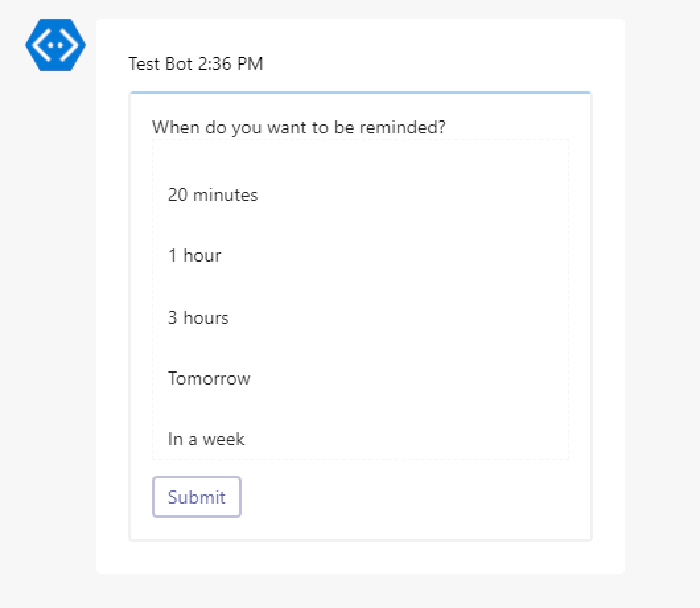 Test Bot 2:36 PM
When do you want to be reminded?
20 minutes
1 hour
3 hours
Tomorrow
In a week
Submit